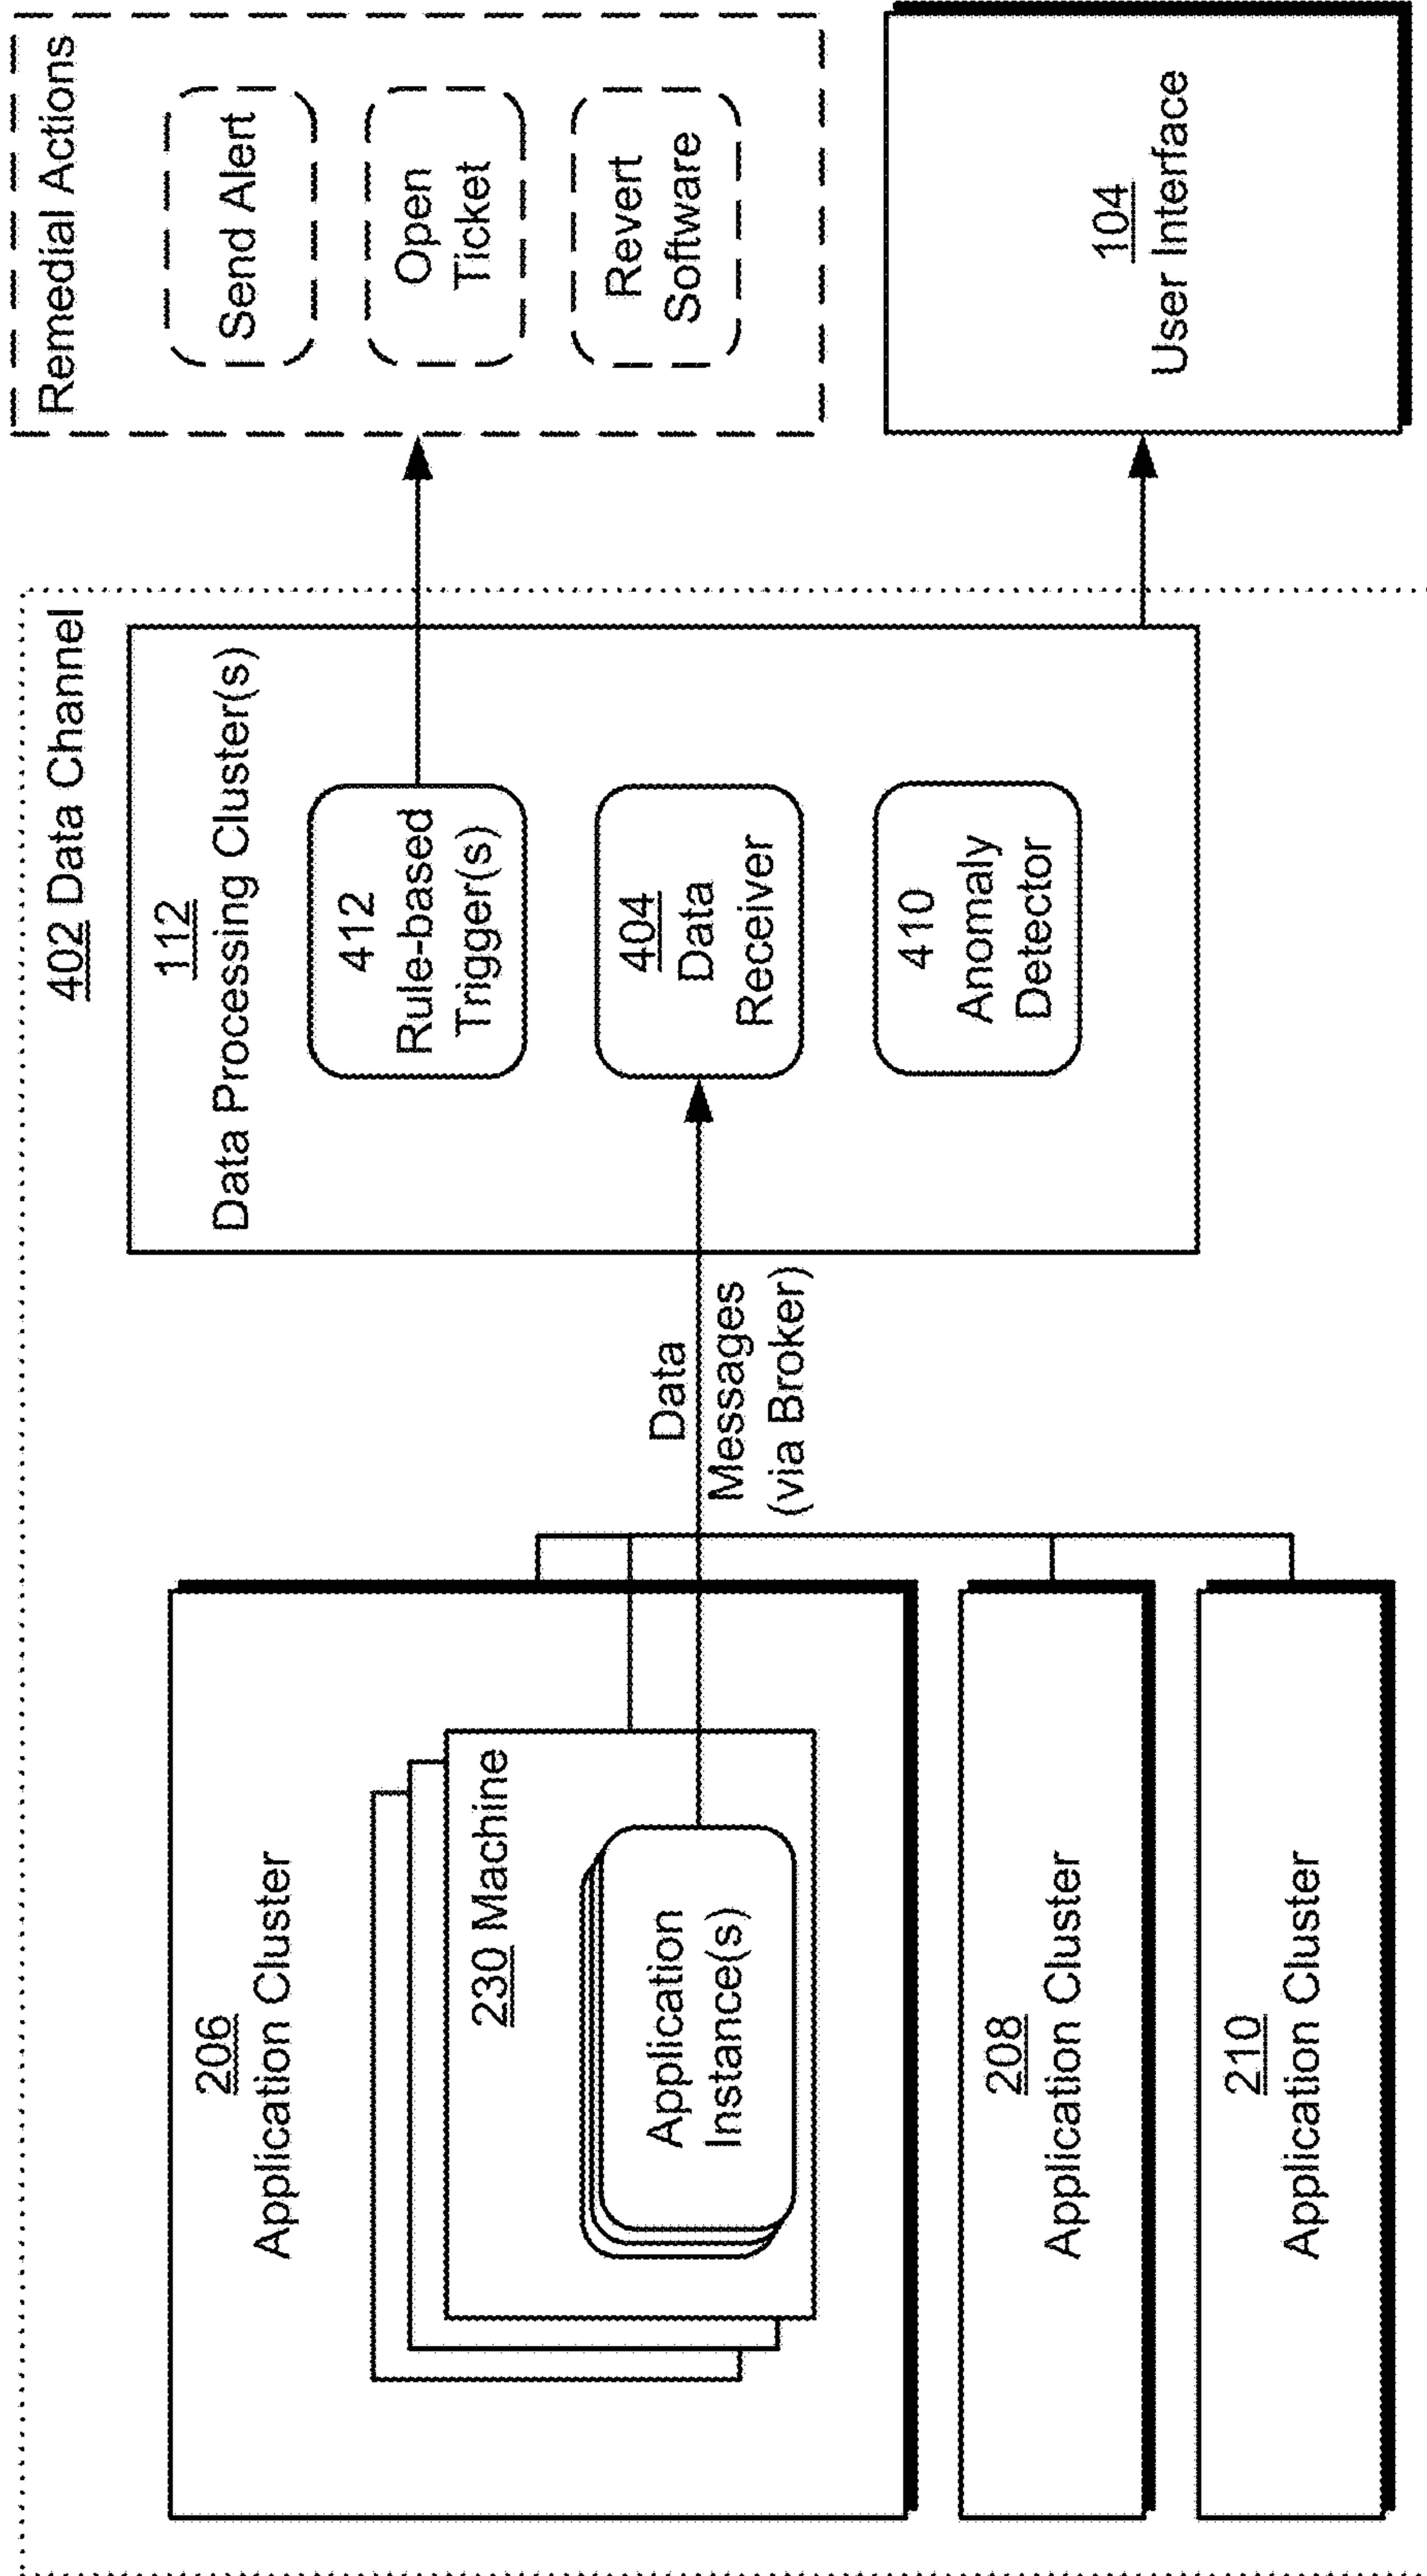 402 Data Channel
206
Application Cluster
230 Machine
Application
Instance(s)
208
Application Cluster
210
Application Cluster
Data
Messages
(via Broker)
112
Data Processing Cluster(s)
412
Rule-based
Trigger(s)
404
Data
Receiver
410
Anomaly
Detector
Remedial Actions
Send Alert
Open
Ticket
Revert
Software
104
User Interface